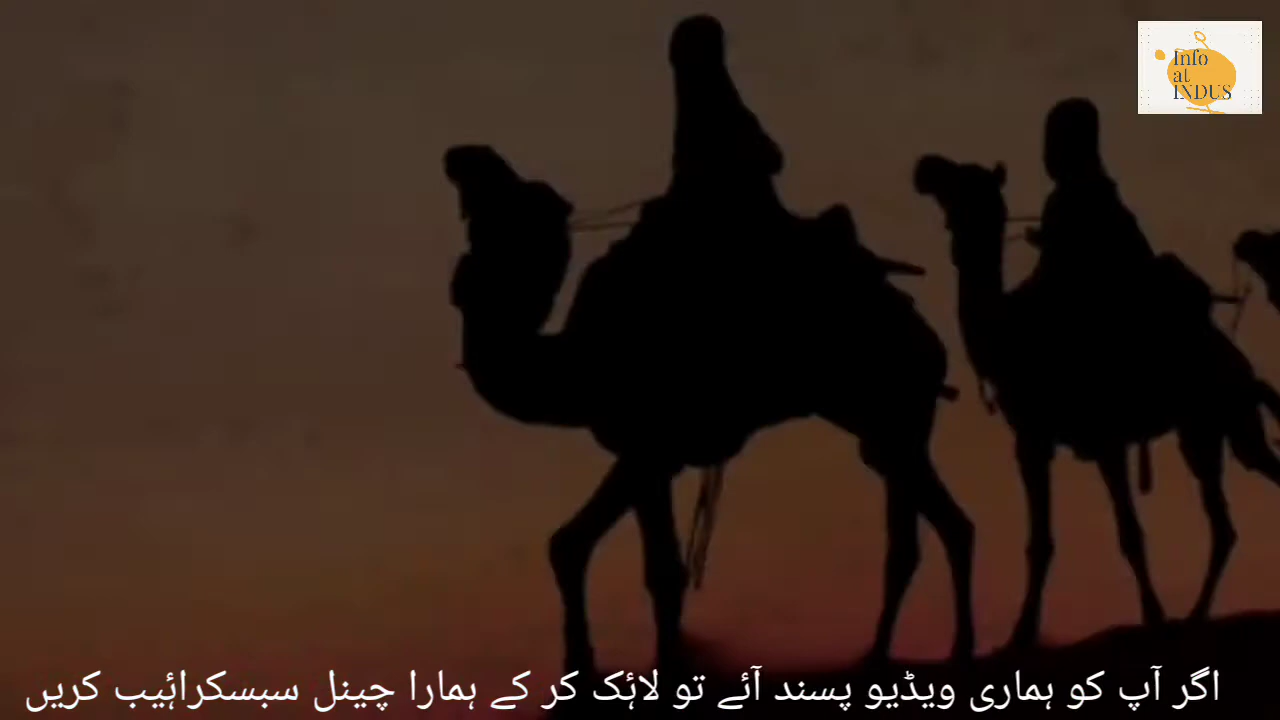 Info
at
INDUS
اگر آپ کو ہماری ویڈیو پسند آئے تو لائک کر کے ہمارا چینل سبسکرائیب کریں